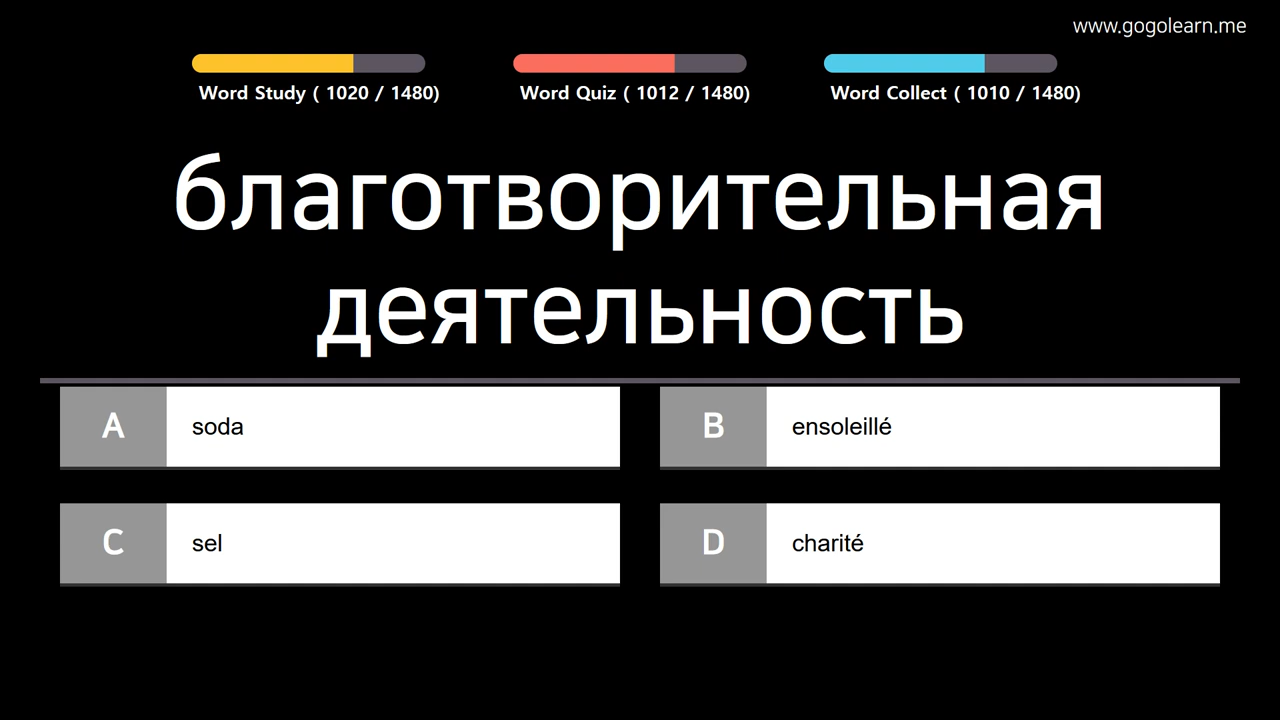 www.gogolearn.me
Word Study ( 1020 / 1480)
Word Quiz ( 1012 / 1480)
Word Collect ( 1010 / 1480)
благотворительная
деятельность
A soda
B ensoleillé
C sel
D charité